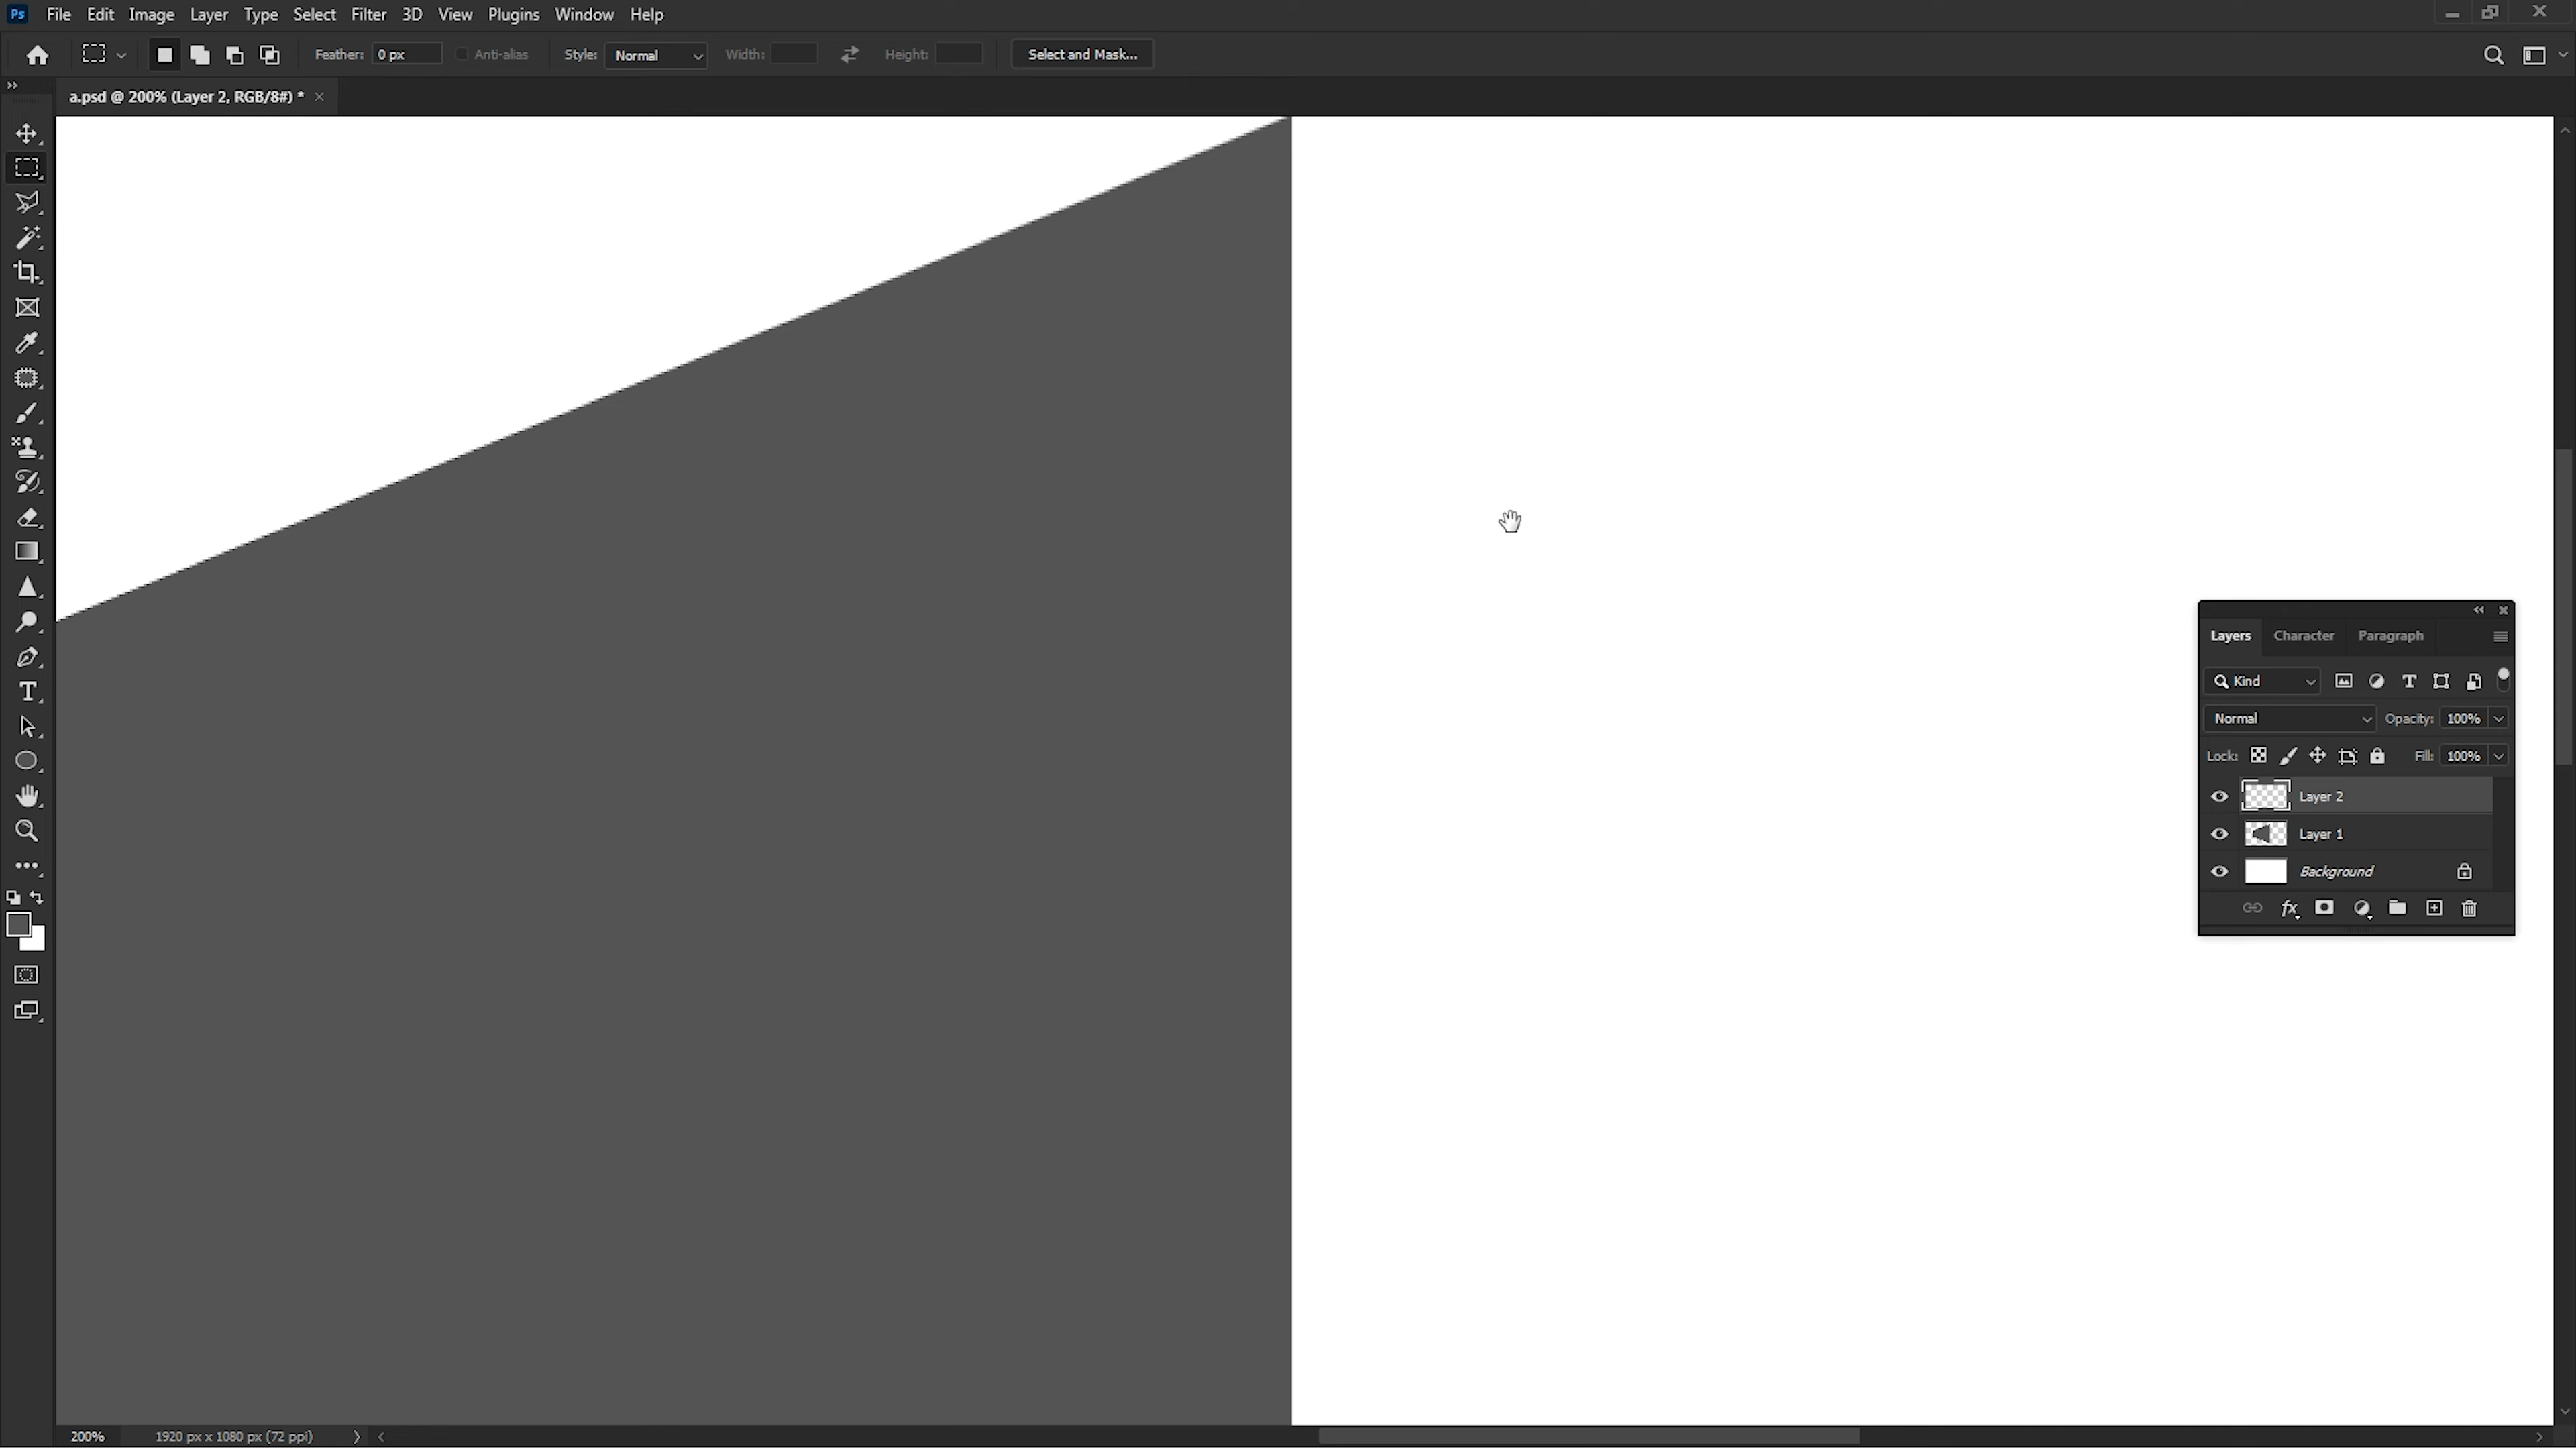 Ps File Edit Image Layer Type Select Filter 3D View Plugins Window Help
Feather: 0 px Anti-alias Style: Normal Width: Height: Select and Mask...
a.psd @ 200% (Layer 2, RGB/8#) *
Layers Character Paragraph
Kind
Normal Opacity: 100%
Lock: Fill: 100%
Layer 2
Layer 1
Background
fx
200% 1920 px x 1080 px (72 ppi)